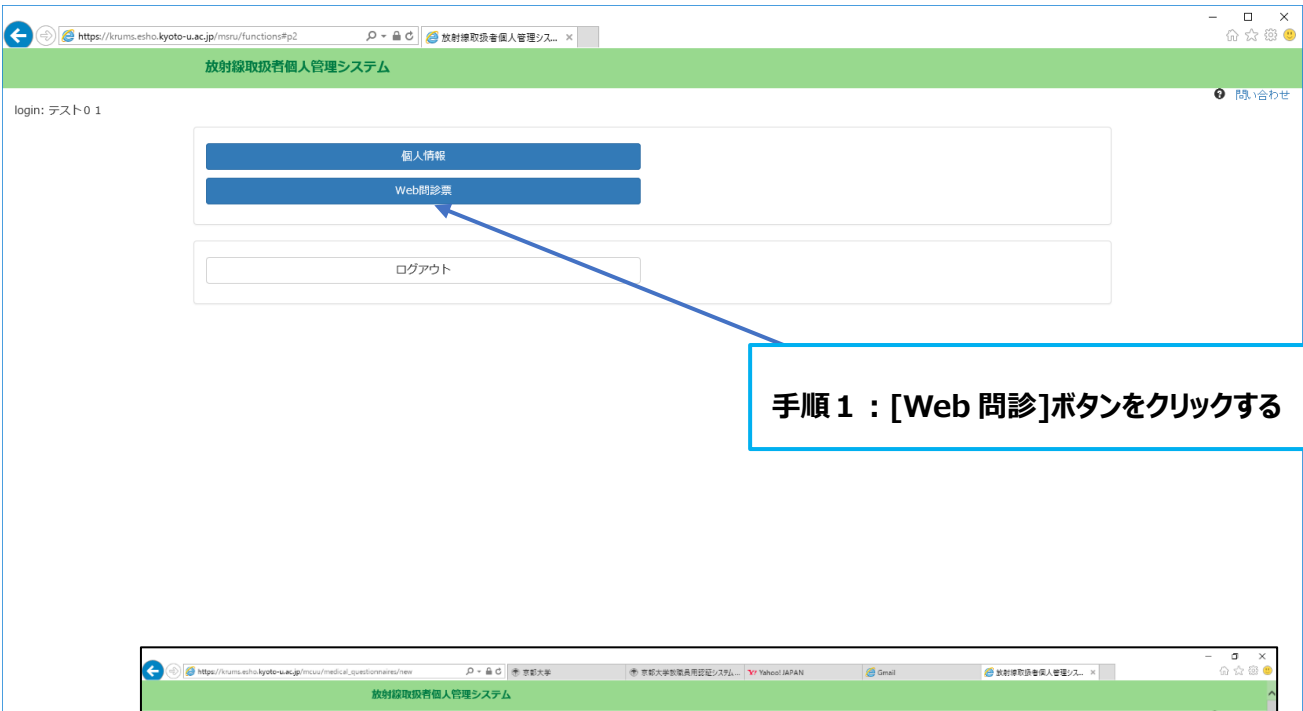 https://krums.esho.kyoto-u.ac.jp/msru/functions#p2
放射線取扱者個人管理シス...
放射線取扱者個人管理システム
問い合わせ
login: テスト0 1
個人情報
Web問診票
ログアウト
手順１：[Web 問診]ボタンをクリックする
https://krums.esho.kyoto-u.ac.jp/mcuu/medical_questionnaires/new
京都大学
京都大学教職員用認証システム...
Yahoo! JAPAN
Gmail
放射線取扱者個人管理シス...
放射線取扱者個人管理システム